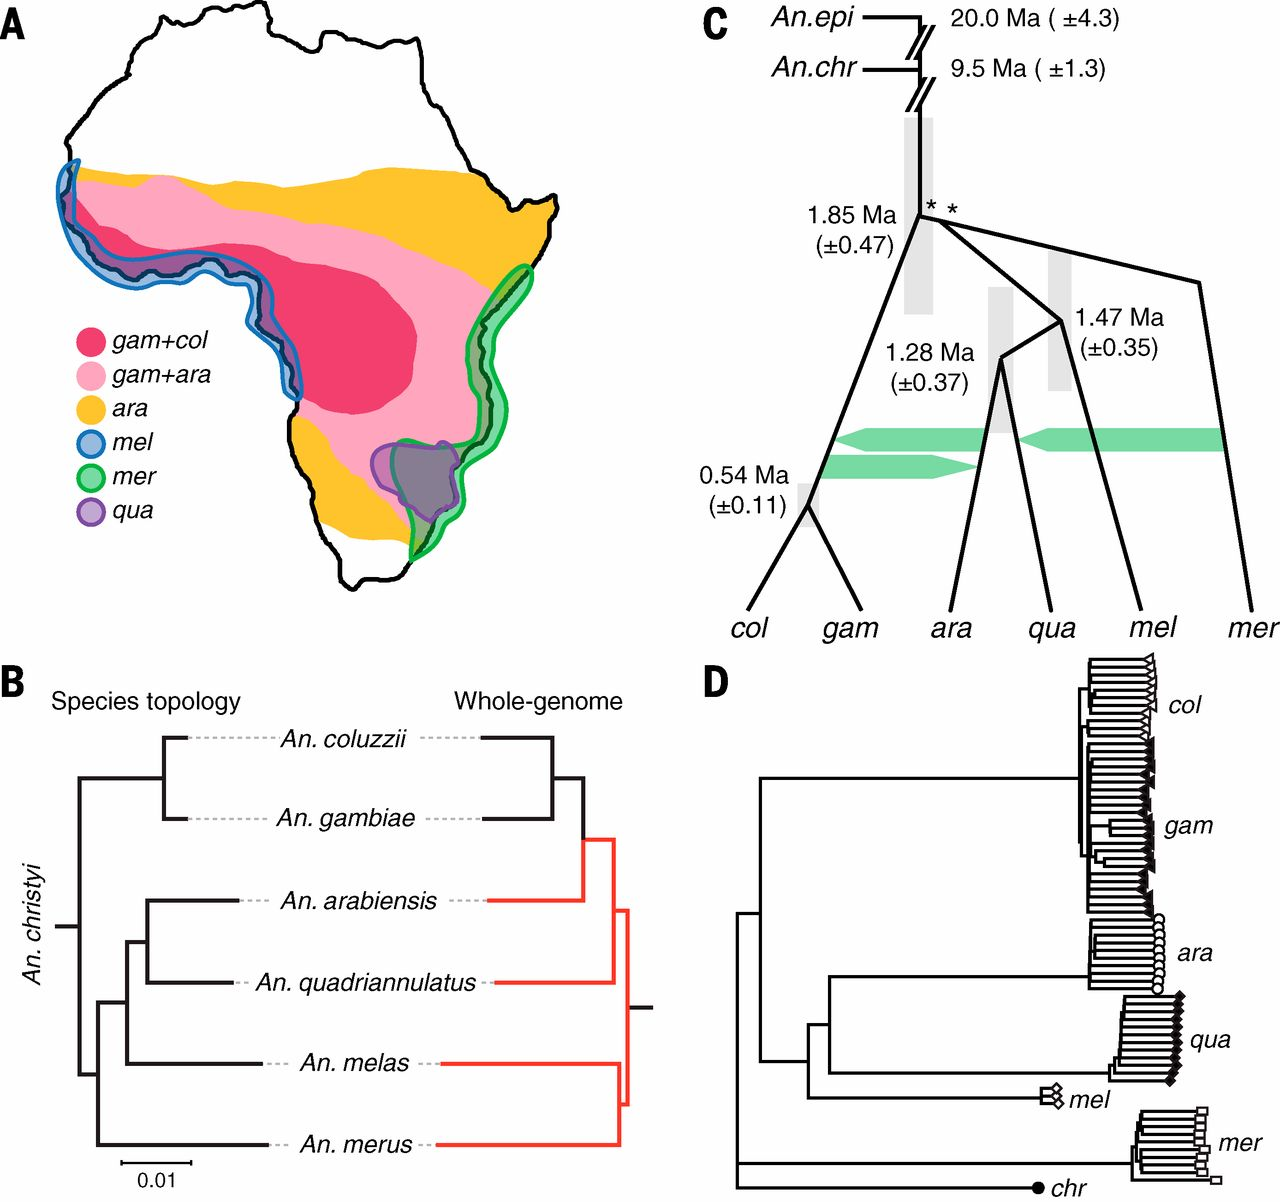 A
gam+col
gam+ara
ara
mel
mer
qua
C
An.epi
20.0 Ma ( ±4.3)
An.chr
9.5 Ma ( ±1.3)
* *
1.85 Ma
(±0.47)
1.47 Ma
(±0.35)
1.28 Ma
(±0.37)
0.54 Ma
(±0.11)
col gam ara qua mel mer
B
Species topology Whole-genome
An. christyi
An. coluzzii
An. gambiae
An. arabiensis
An. quadriannulatus
An. melas
An. merus
0.01
D
col
gam
ara
qua
mel
mer
chr